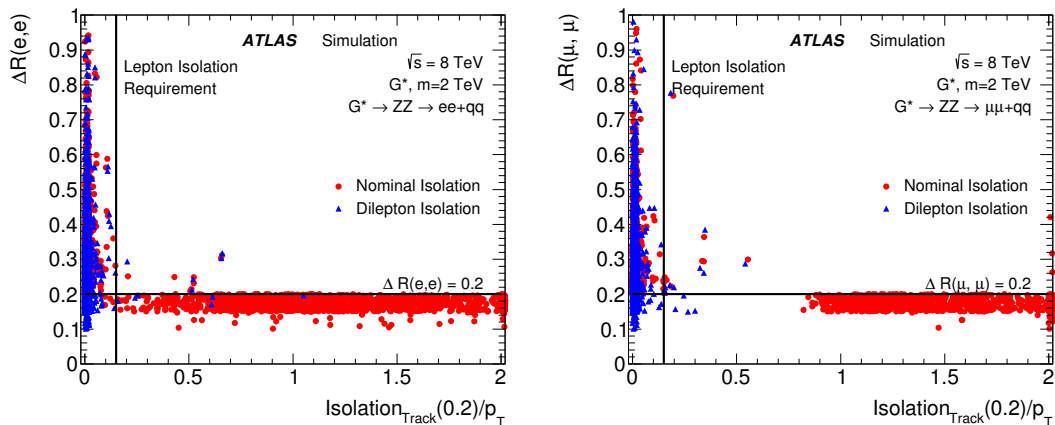 ATLAS Simulation
√s = 8 TeV
G*, m=2 TeV
G* → ZZ → ee+qq
Lepton Isolation
Requirement
Nominal Isolation
Dilepton Isolation
Δ R(e,e) = 0.2
ΔR(e,e)
1
0.9
0.8
0.7
0.6
0.5
0.4
0.3
0.2
0.1
0
0 0.5 1 1.5 2
Isolation_Track(0.2)/p_T
ATLAS Simulation
√s = 8 TeV
G*, m=2 TeV
G* → ZZ → μμ+qq
Lepton Isolation
Requirement
Nominal Isolation
Dilepton Isolation
Δ R(μ, μ) = 0.2
ΔR(μ, μ)
1
0.9
0.8
0.7
0.6
0.5
0.4
0.3
0.2
0.1
0
0 0.5 1 1.5 2
Isolation_Track(0.2)/p_T